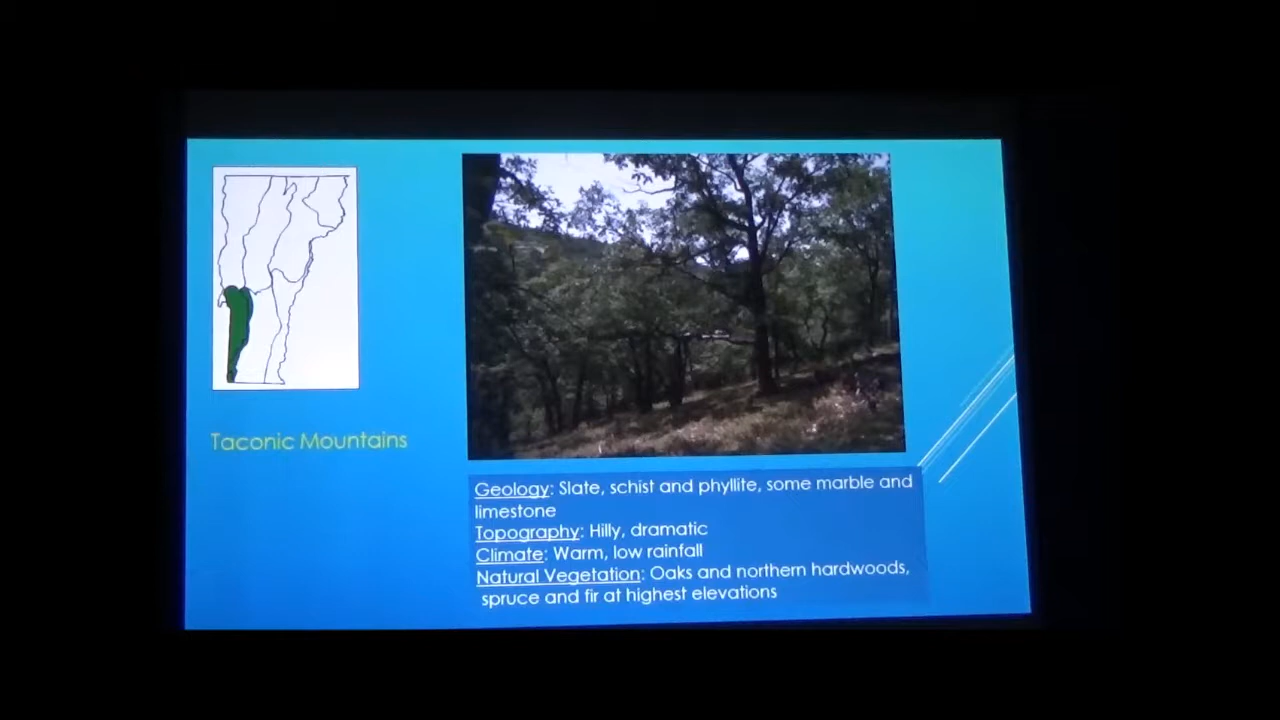 Taconic Mountains
Geology: Slate, schist and phyllite, some marble and
limestone
Topography: Hilly, dramatic
Climate: Warm, low rainfall
Natural Vegetation: Oaks and northern hardwoods,
spruce and fir at highest elevations